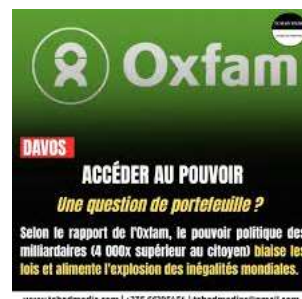 Oxfam
DAVOS
ACCÉDER AU POUVOIR
Une question de portefeuille ?
Selon le rapport de l'Oxfam, le pouvoir politique des
milliardaires (4 000x supérieur au citoyen) biaise les
lois et alimente l'explosion des inégalités mondiales.